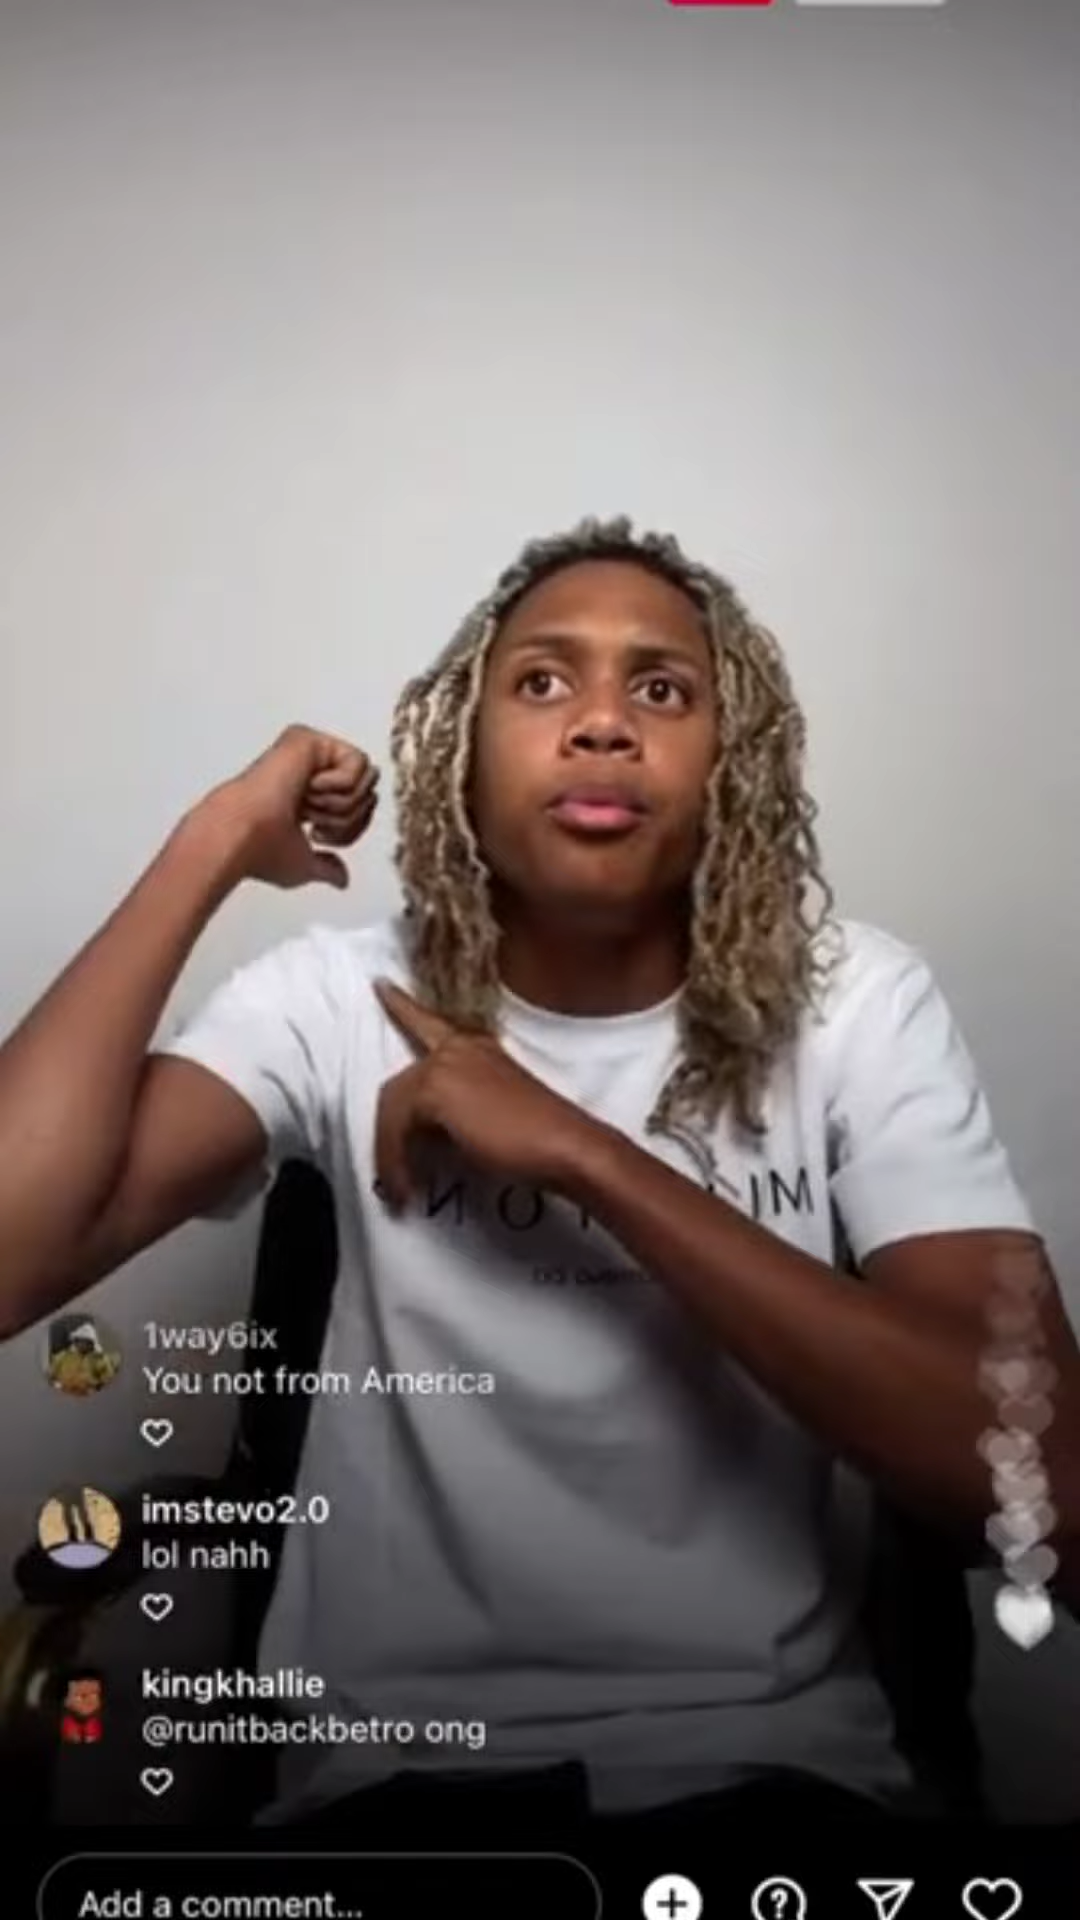 1way6ix
You not from America
imstevo2.0
lol nahh
kingkhallie
@runitbackbetro ong
Add a comment...